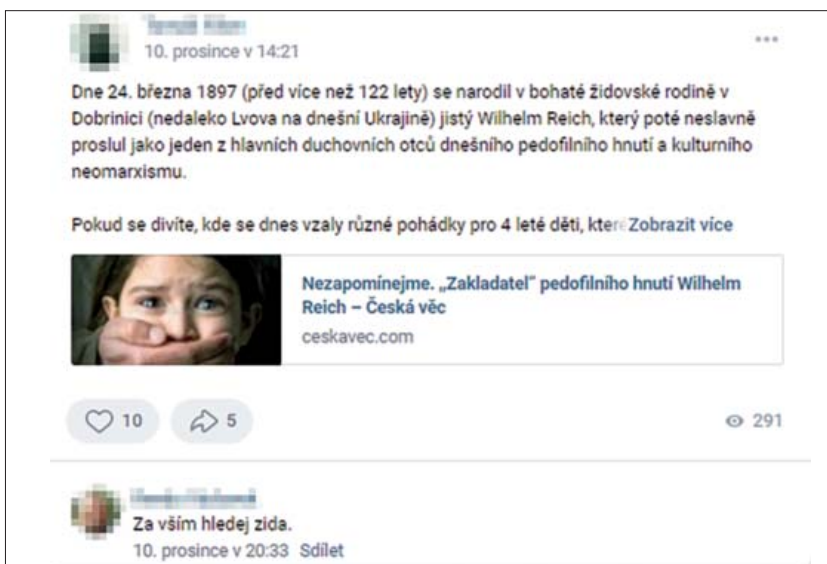 10. prosince v 14:21
Dne 24. března 1897 (před více než 122 lety) se narodil v bohaté židovské rodině v
Dobrinici (nedaleko Lvova na dnešní Ukrajině) jistý Wilhelm Reich, který poté neslavně
proslul jako jeden z hlavních duchovních otců dnešního pedofilního hnutí a kulturního
neomarxismu.
Pokud se divíte, kde se dnes vzaly různé pohádky pro 4 leté děti, kter Zobrazit více
Nezapomínejme. „Zakladatel" pedofilního hnutí Wilhelm
Reich – Česká věc
ceskavec.com
10
5
291
Za vším hledej zida.
10. prosince v 20:33 Sdílet